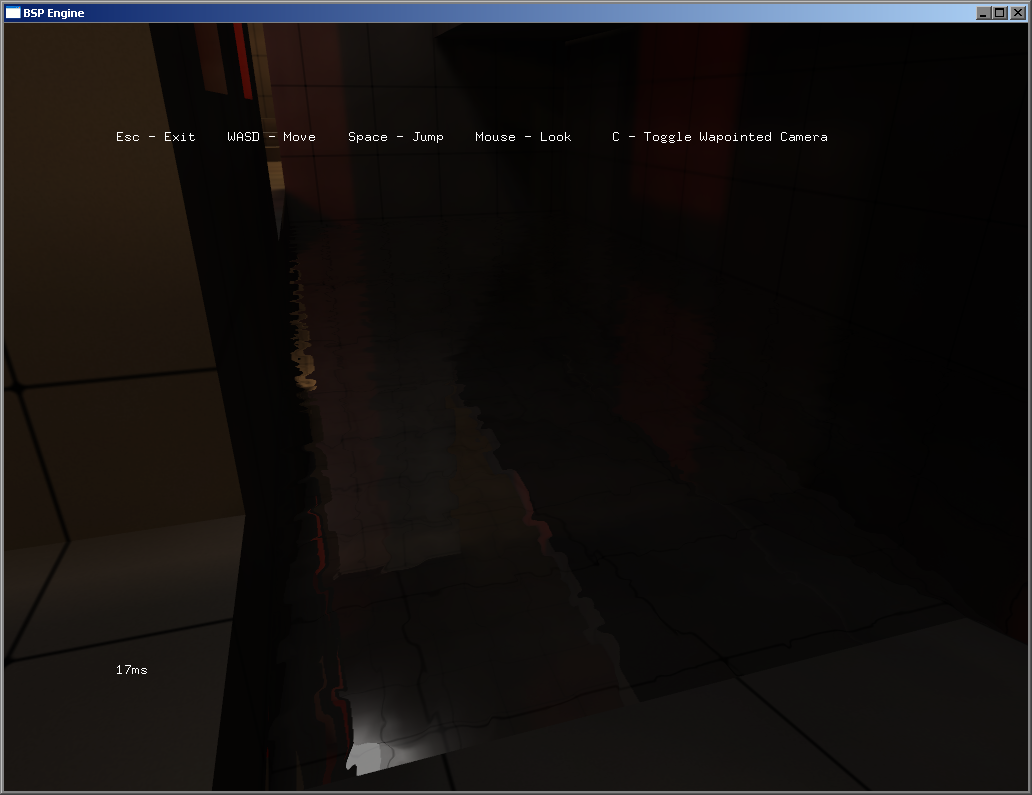 BSP Engine
Esc - Exit    WASD - Move    Space - Jump    Mouse - Look    C - Toggle Wapointed Camera
17ms